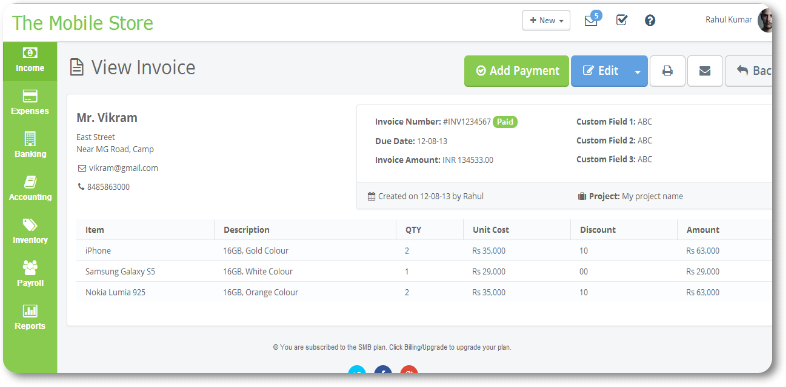 The Mobile Store
+ New
5
Rahul Kumar
Income
Expenses
Banking
Accounting
Inventory
Payroll
Reports
View Invoice
Add Payment
Edit
Bac
Mr. Vikram
East Street
Near MG Road, Camp
vikram@gmail.com
8485863000
Invoice Number: #INV1234567 Paid
Due Date: 12-08-13
Invoice Amount: INR 134533.00
Custom Field 1: ABC
Custom Field 2: ABC
Custom Field 3: ABC
Created on 12-08-13 by Rahul
Project: My project name
Item Description QTY Unit Cost Discount Amount
iPhone 16GB, Gold Colour 2 Rs 35,000 10 Rs 63,000
Samsung Galaxy S5 16GB, White Colour 1 Rs 29,000 00 Rs 29,000
Nokia Lumia 925 16GB, Orange Colour 2 Rs 35,000 10 Rs 63,000
You are subscribed to the SMB plan. Click Billing/Upgrade to upgrade your plan.